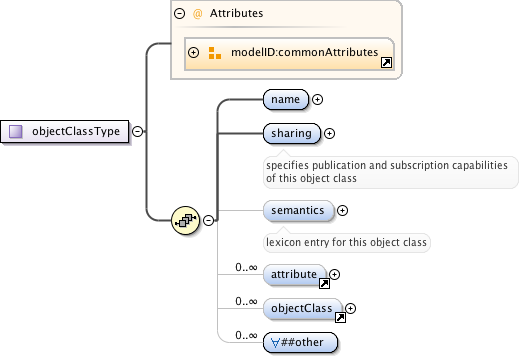 @ Attributes
modelID:commonAttributes
objectClassType
name
sharing
specifies publication and subscription capabilities
of this object class
semantics
lexicon entry for this object class
0..∞
attribute
0..∞
objectClass
0..∞
∀##other